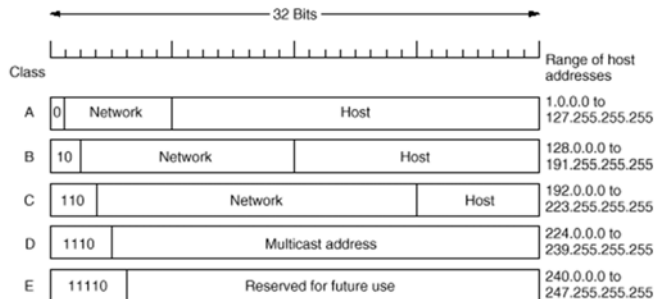 32 Bits
Class
Range of host
addresses
A
0
Network
Host
1.0.0.0 to
127.255.255.255
B
10
Network
Host
128.0.0.0 to
191.255.255.255
C
110
Network
Host
192.0.0.0 to
223.255.255.255
D
1110
Multicast address
224.0.0.0 to
239.255.255.255
E
11110
Reserved for future use
240.0.0.0 to
247.255.255.255